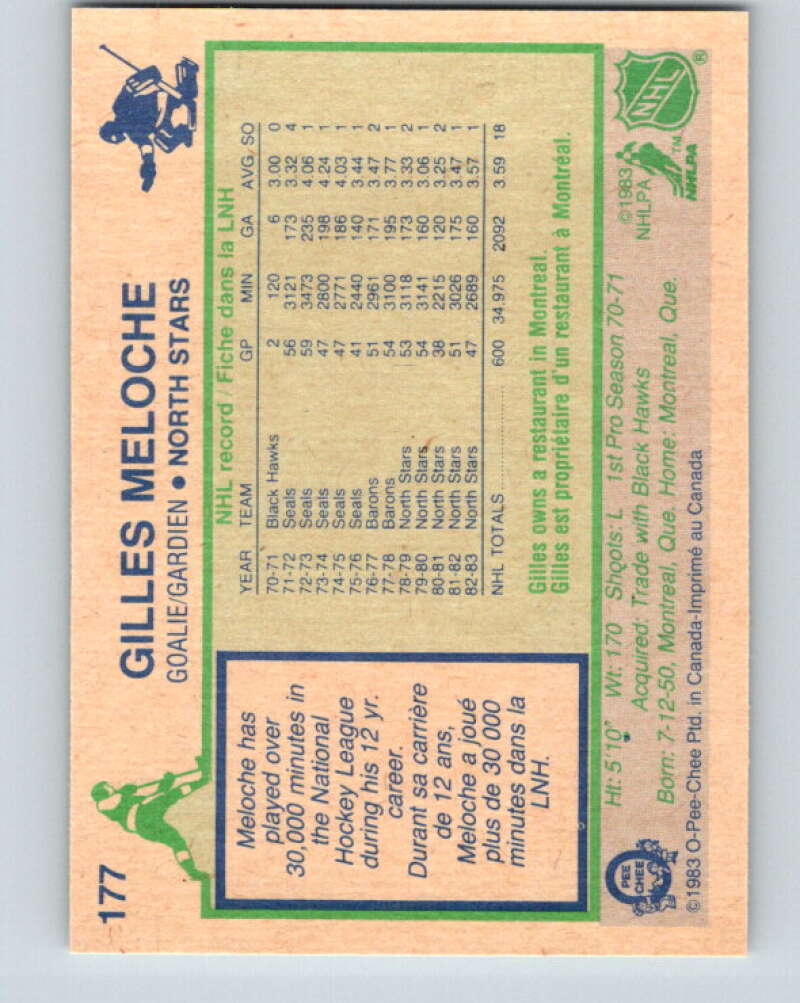 177
GILLES MELOCHE
GOALIE/GARDIEN • NORTH STARS
Meloche has
played over
30,000 minutes in
the National
Hockey League
during his 12 yr.
career.
Durant sa carrière
de 12 ans,
Meloche a joué
plus de 30 000
minutes dans la
LNH.
NHL record / Fiche dans la LNH
YEAR TEAM GP MIN GA AVG. SO
70-71 Black Hawks 2 120 6 3.00 0
71-72 Seals 56 3121 173 3.32 4
72-73 Seals 59 3473 235 4.06 1
73-74 Seals 47 2800 198 4.24 1
74-75 Seals 47 2771 186 4.03 1
75-76 Seals 41 2440 140 3.44 1
76-77 Barons 51 2961 171 3.47 2
77-78 Barons 54 3100 195 3.77 1
78-79 North Stars 53 3118 173 3.33 2
79-80 North Stars 54 3141 160 3.06 1
80-81 North Stars 38 2215 120 3.25 2
81-82 North Stars 51 3026 175 3.47 1
82-83 North Stars 47 2689 160 3.57 1
NHL TOTALS 600 34.975 2092 3.59 18
Gilles owns a restaurant in Montreal.
Gilles est propriétaire d'un restaurant à Montréal.
Ht: 5'10" Wt: 170 Shoots: L 1st Pro Season 70-71
Acquired: Trade with Black Hawks
Born: 7-12-50, Montreal, Que. Home: Montreal, Que.
©1983 O-Pee-Chee Ptd. in Canada-Imprimé au Canada
O
PEE
CHEE
©1983
NHLPA
NHLPA TM
NHL ®